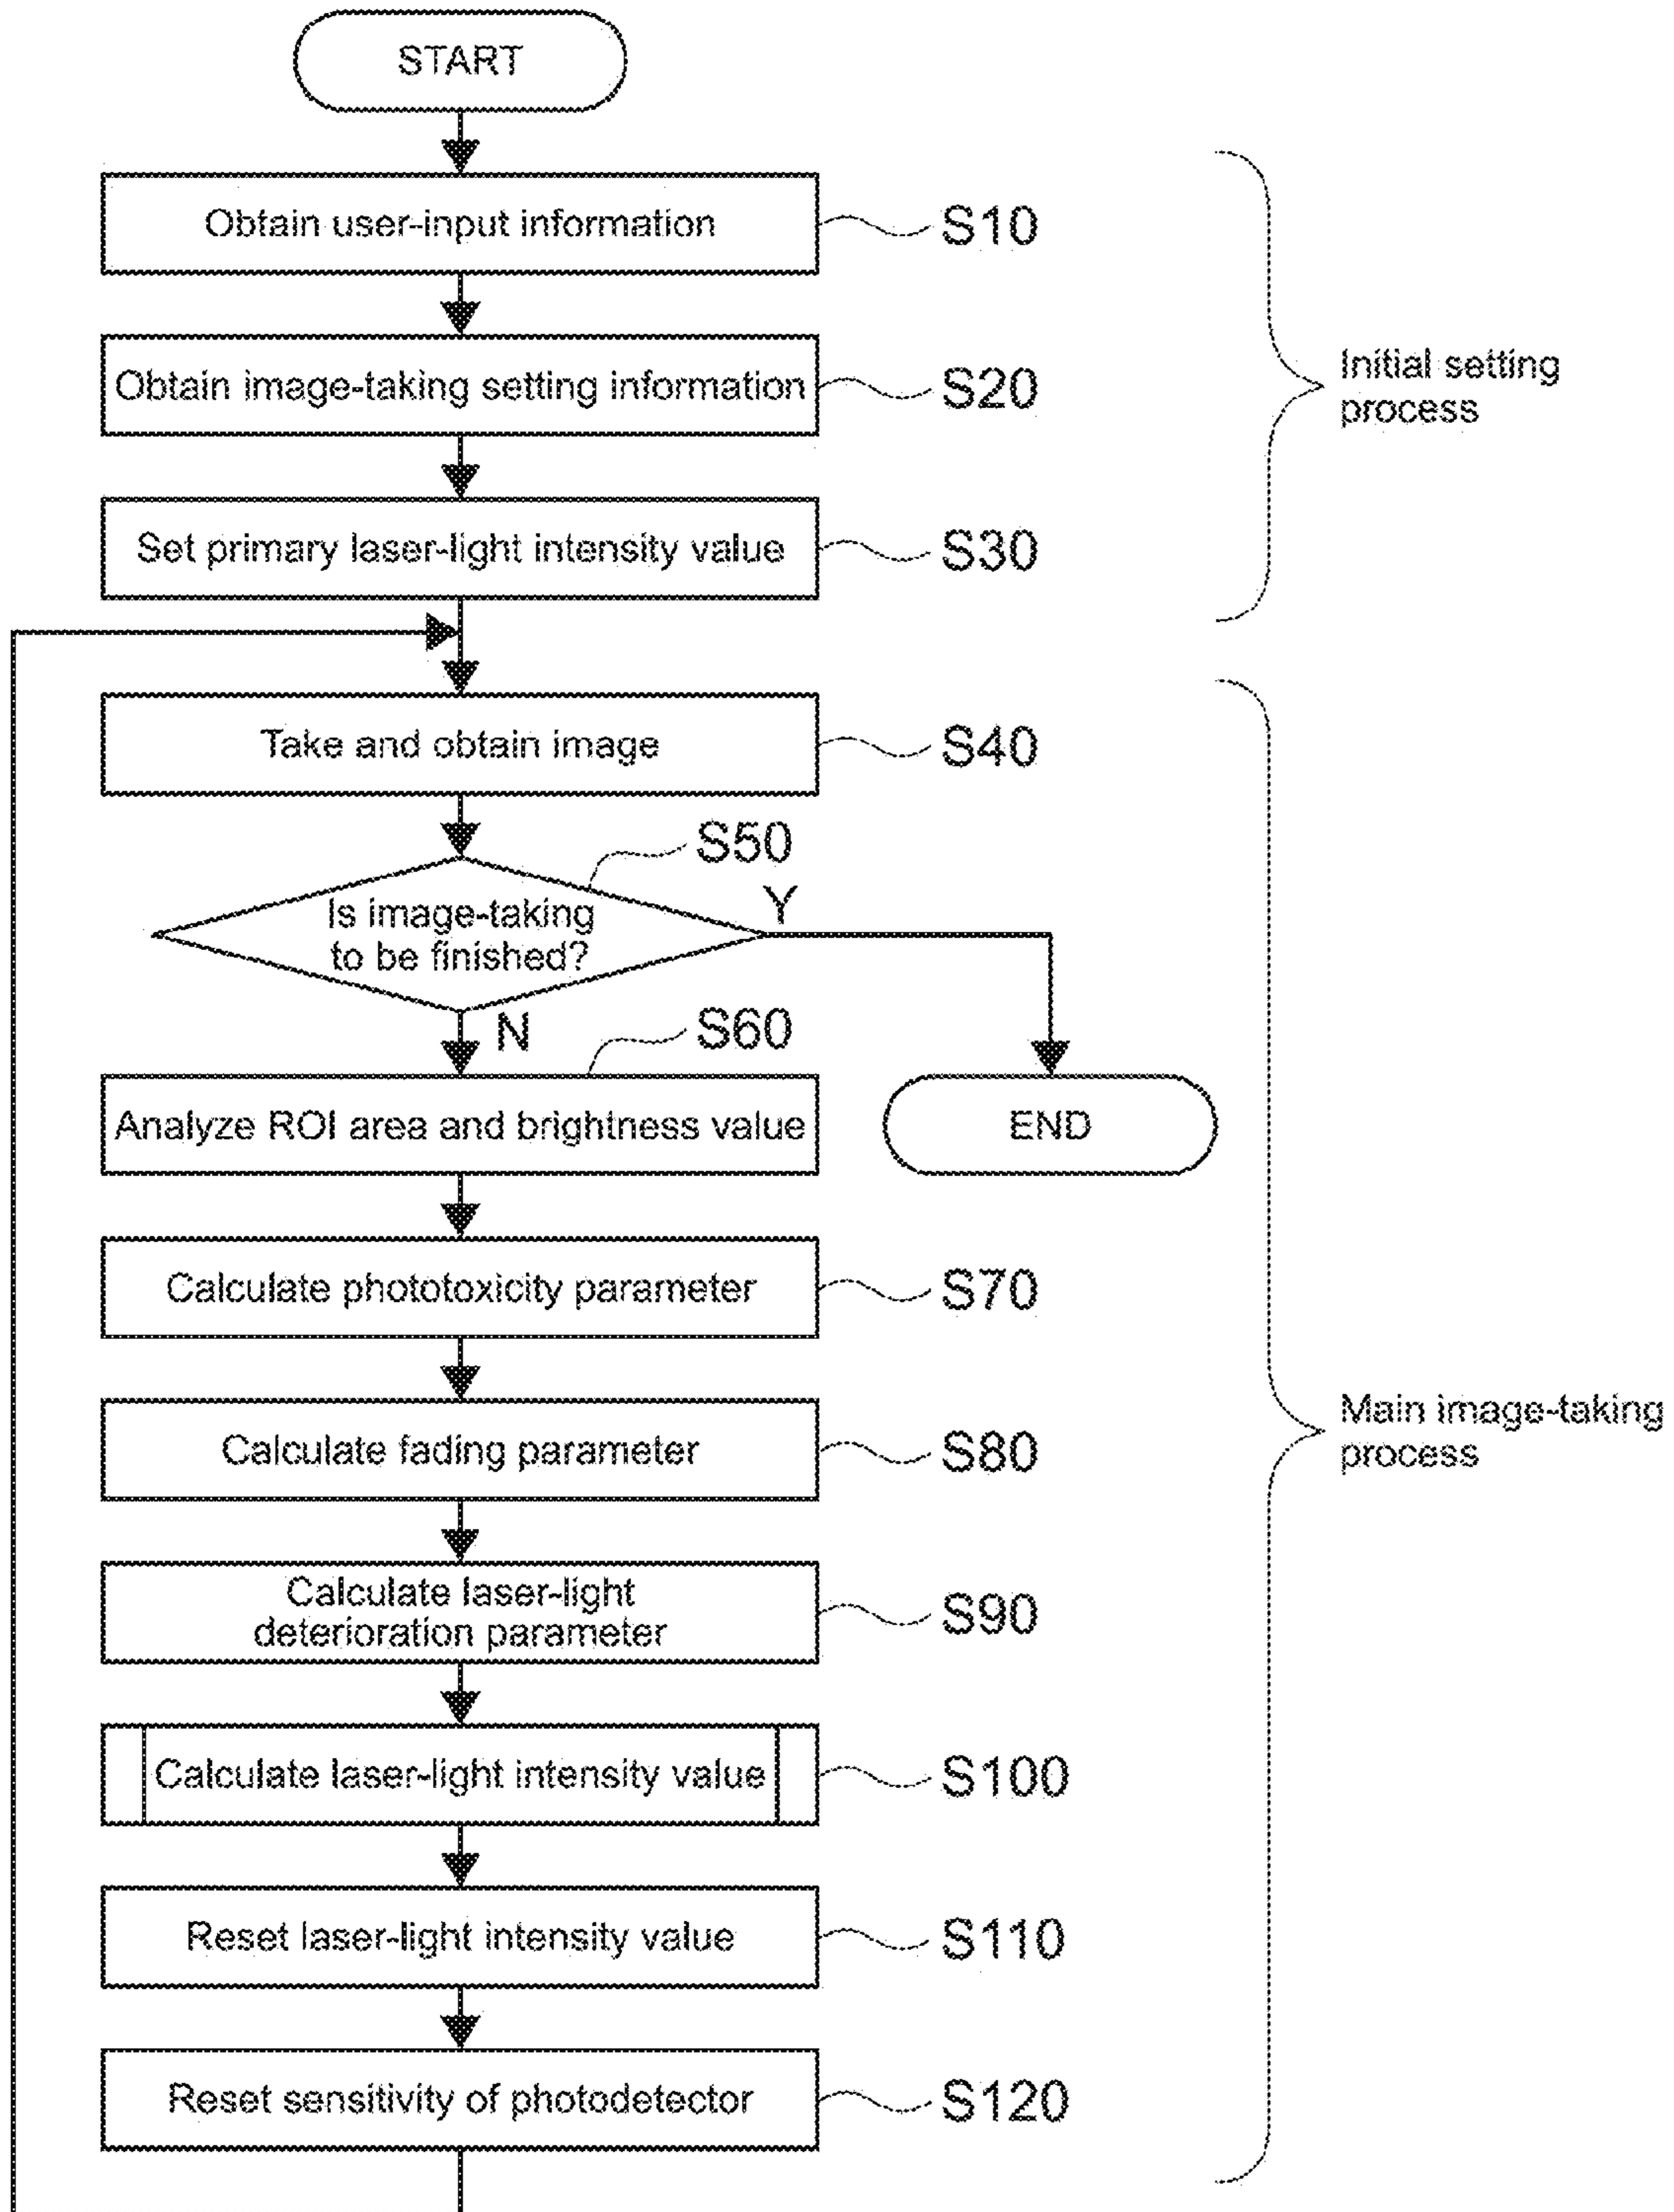 START
Obtain user-input information
S10
Obtain image-taking setting information
S20
Initial setting
process
Set primary laser-light intensity value
S30
Take and obtain image
S40
S50
Y
Is image-taking
to be finished?
N
S60
Analyze ROI area and brightness value
END
Calculate phototoxicity parameter
S70
Calculate fading parameter
S80
Main image-taking
process
Calculate laser-light
deterioration parameter
S90
Calculate laser-light intensity value
S100
Reset laser-light intensity value
S110
Reset sensitivity of photodetector
S120